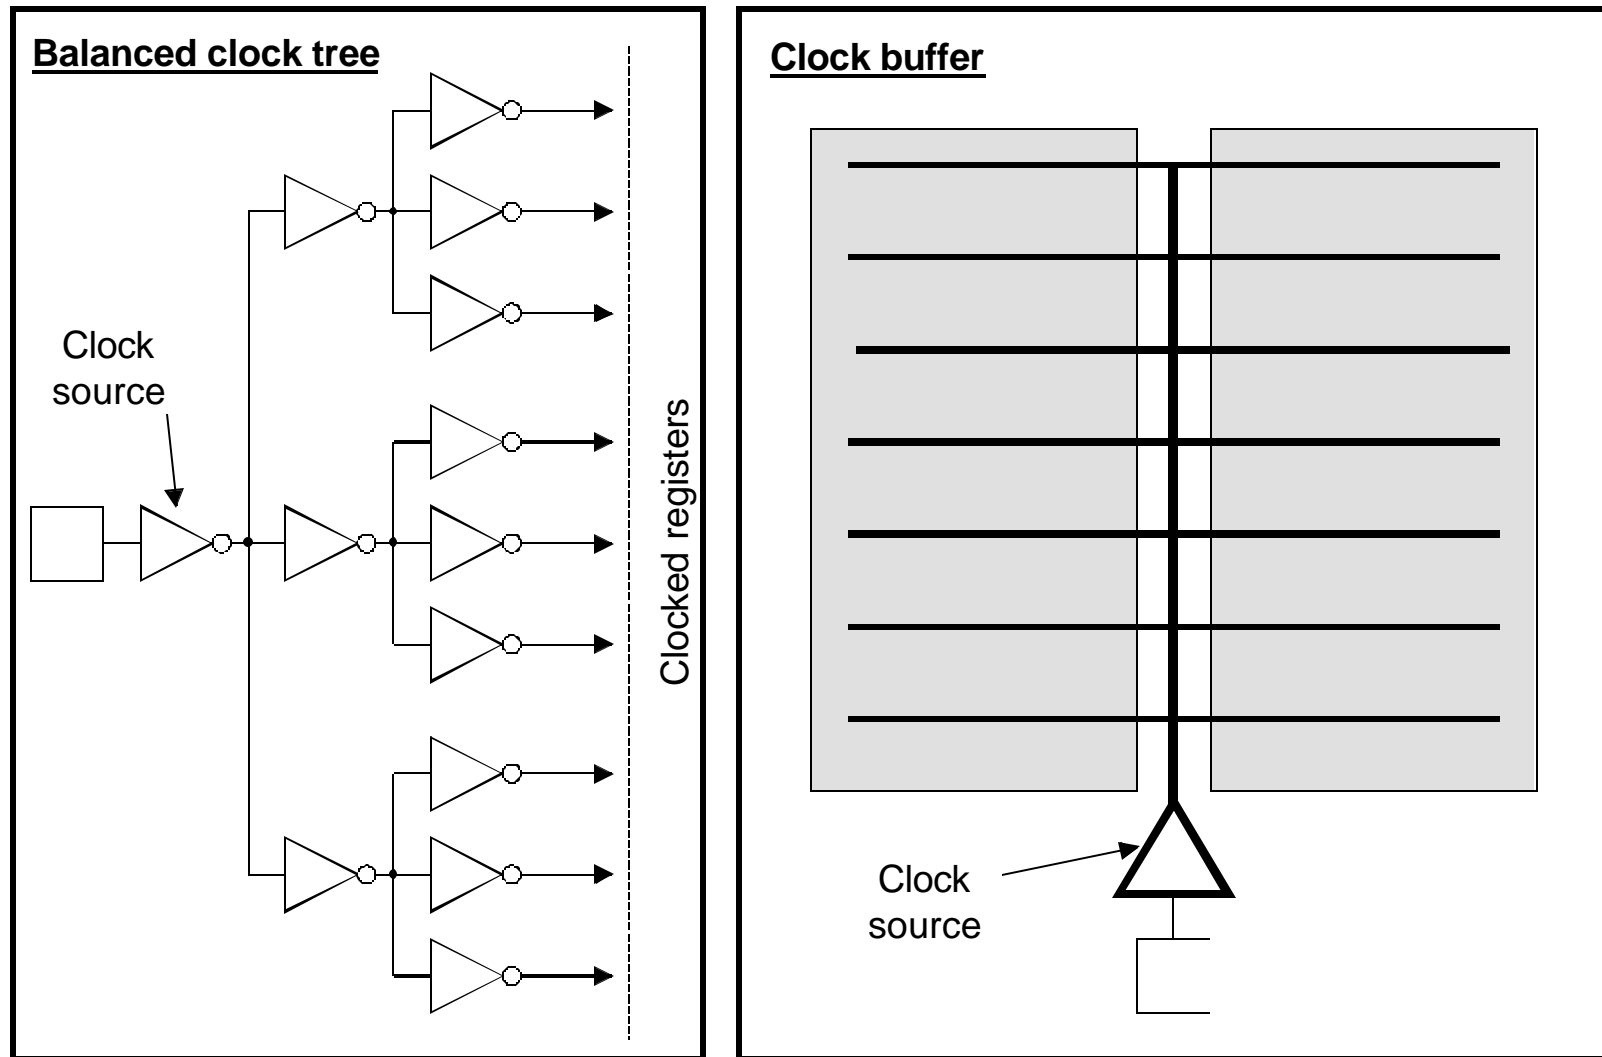 Balanced clock tree
Clock
source
Clocked registers
Clock buffer
Clock
source